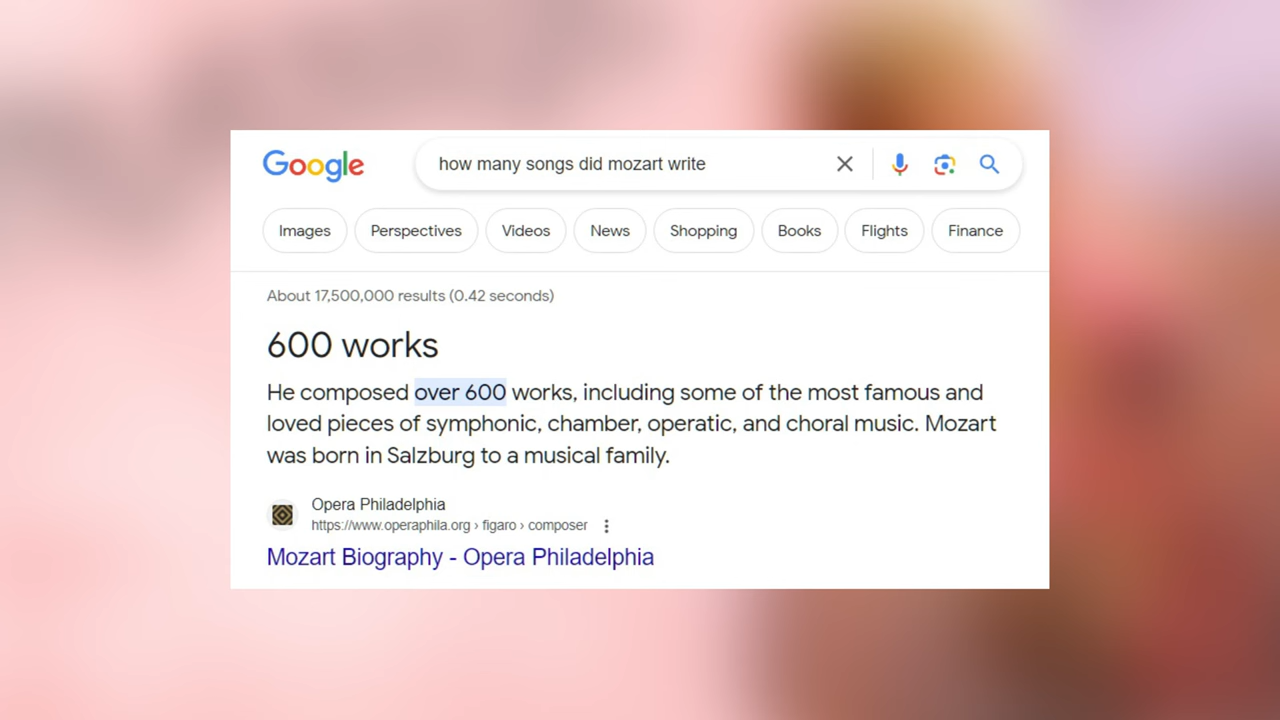 Google
how many songs did mozart write
Images Perspectives Videos News Shopping Books Flights Finance
About 17,500,000 results (0.42 seconds)
600 works
He composed over 600 works, including some of the most famous and
loved pieces of symphonic, chamber, operatic, and choral music. Mozart
was born in Salzburg to a musical family.
Opera Philadelphia
https://www.operaphila.org › figaro › composer
Mozart Biography - Opera Philadelphia